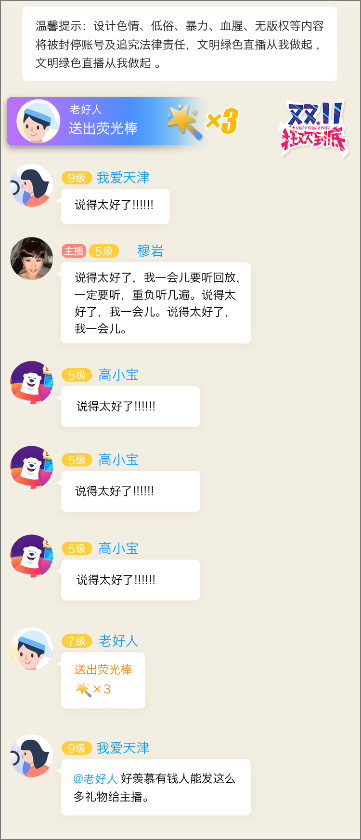 温馨提示：设计色情、低俗、暴力、血腥、无版权等内容
将被封停账号及追究法律责任，文明绿色直播从我做起，
文明绿色直播从我做起。
老好人
送出荧光棒
×3
双11
狂欢到底
9级 我爱天津
说得太好了!!!!!!
主播 5级 穆岩
说得太好了，我一会儿要听回放，
一定要听，重负听几遍。说得太
好了，我一会儿。说得太好了，
我一会儿。
5级 高小宝
说得太好了!!!!!!
5级 高小宝
说得太好了!!!!!!
5级 高小宝
说得太好了!!!!!!
7级 老好人
送出荧光棒
×3
9级 我爱天津
@老好人 好羡慕有钱人能发这么
多礼物给主播。